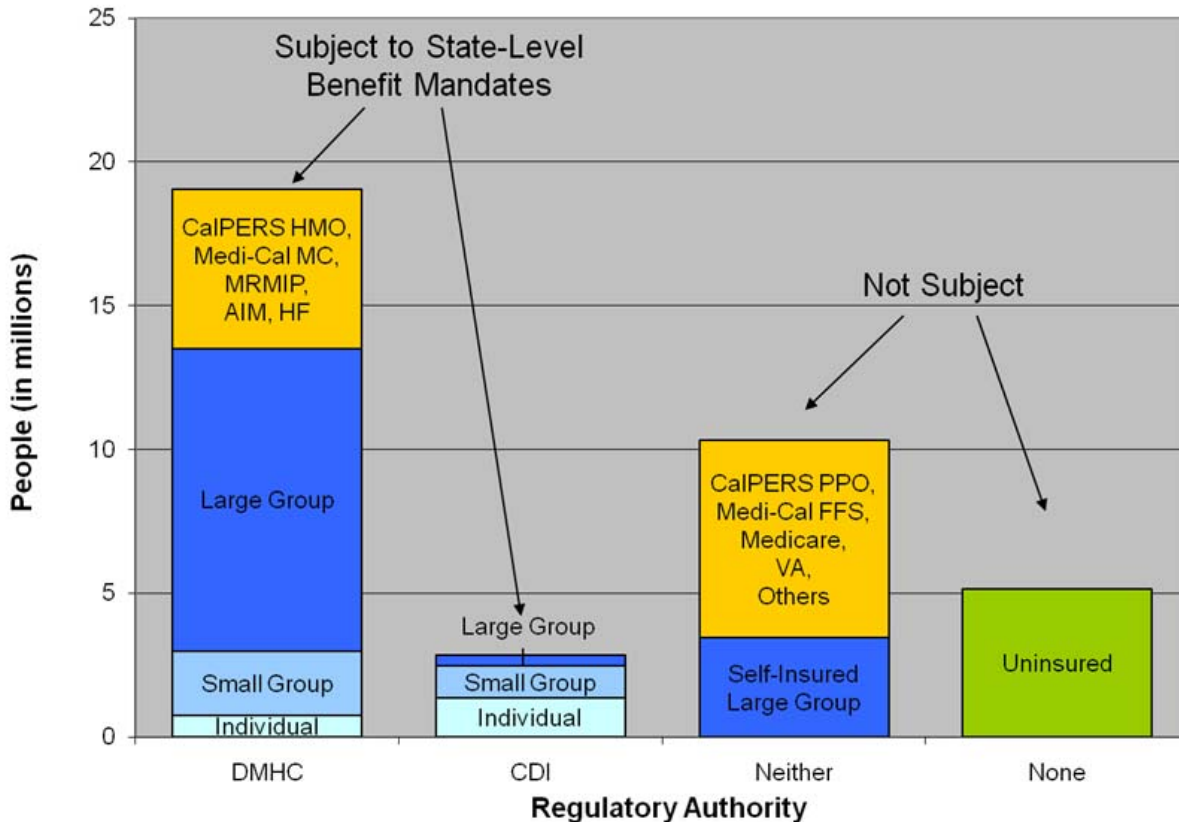 25
20
15
10
5
0
People (in millions)
Subject to State-Level
Benefit Mandates
Not Subject
CalPERS HMO,
Medi-Cal MC,
MRMIP,
AIM, HF
Large Group
Small Group
Individual
Large Group
Small Group
Individual
CalPERS PPO,
Medi-Cal FFS,
Medicare,
VA,
Others
Self-Insured
Large Group
Uninsured
DMHC
CDI
Neither
None
Regulatory Authority